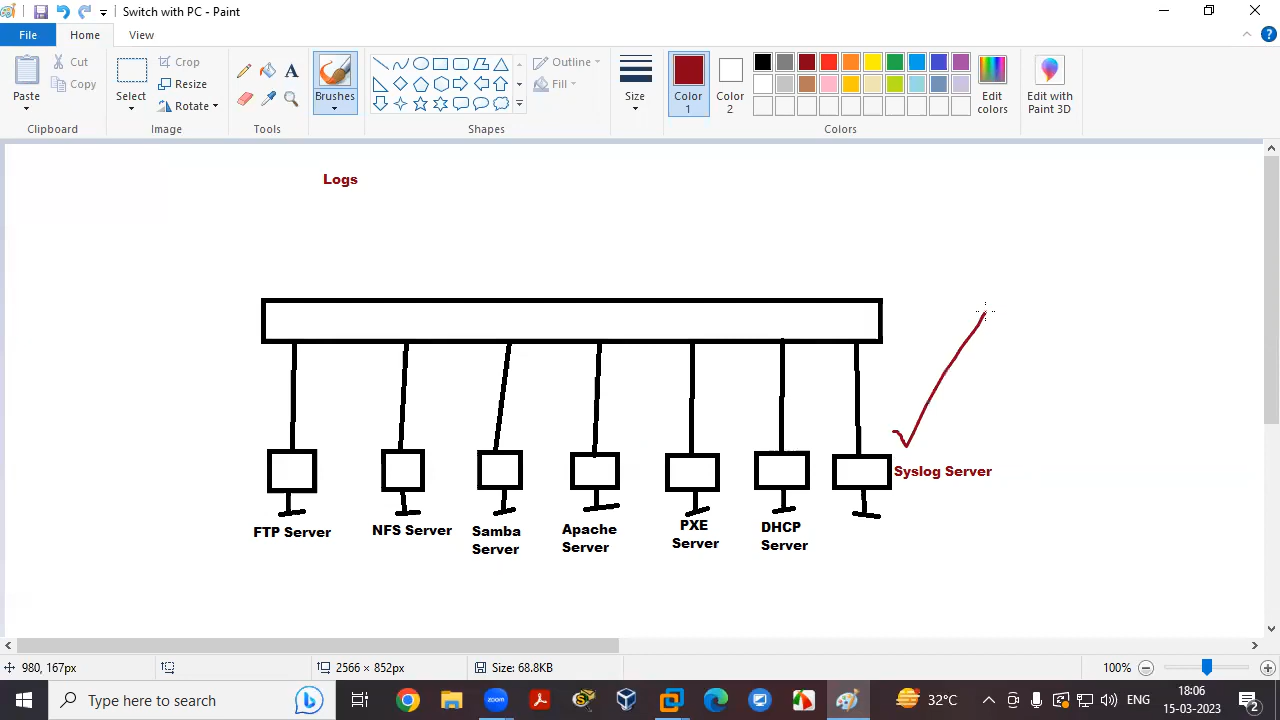 Switch with PC - Paint
File
Home
View
Paste
Cut
Copy
Clipboard
Select
Crop
Resize
Rotate
Image
Tools
Brushes
Shapes
Outline
Fill
Size
Color 1
Color 2
Colors
Edit colors
Edit with Paint 3D
Logs
Syslog Server
FTP Server
NFS Server
Samba
Server
Apache
Server
PXE
Server
DHCP
Server
980, 167px
2566 × 852px
Size: 68.8KB
100%
Type here to search
zoom
32°C
ENG
18:06
15-03-2023
2